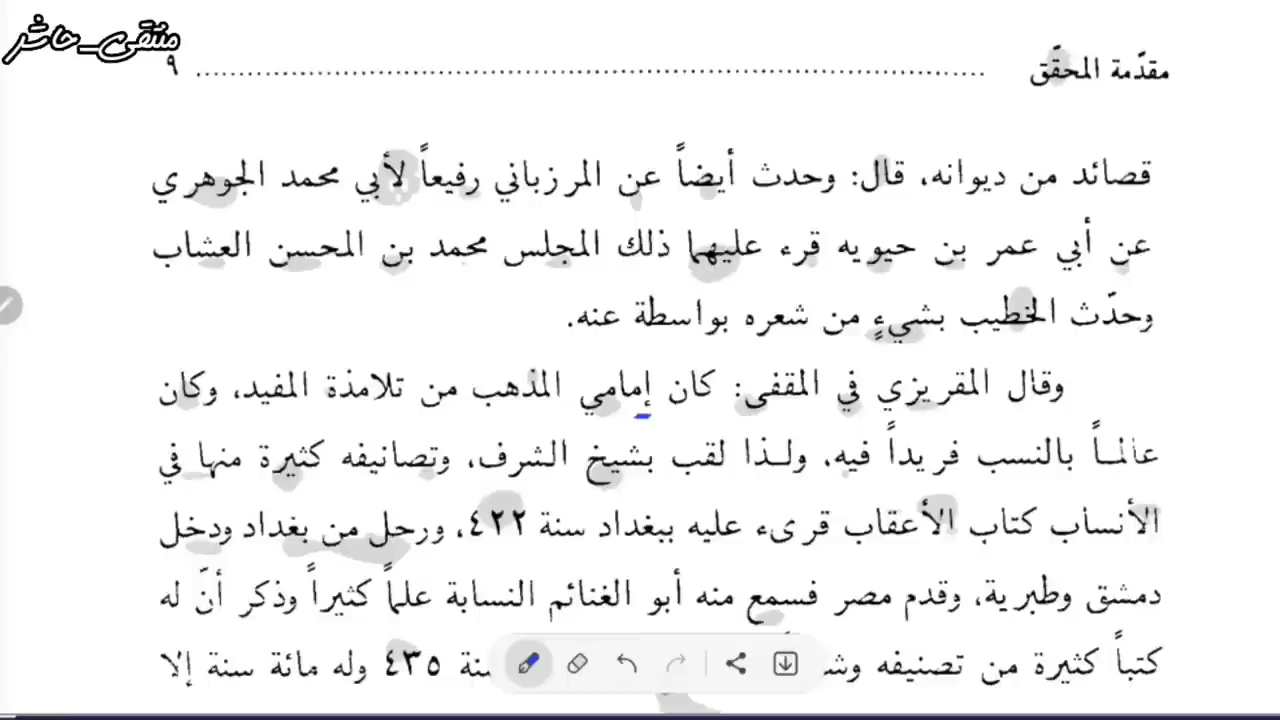 منتقى_حاشد
مقدّمة المحقّق ........ ٩
قصائد من ديوانه، قال: وحدث أيضاً عن المرزباني رفيعاً لأبي محمد الجوهري
عن أبي عمر بن حيويه قرء عليهما ذلك المجلس محمد بن المحسن العشاب
وحدّث الخطيب بشيءٍ من شعره بواسطة عنه.
وقال المقريزي في المقفى: كان إمامي المذهب من تلامذة المفيد، وكان
عالماً بالنسب فريداً فيه، ولذا لقب بشيخ الشرف، وتصانيفه كثيرة منها في
الأنساب كتاب الأعقاب قرىء عليه ببغداد سنة ٤٢٢، ورحل من بغداد ودخل
دمشق وطبرية، وقدم مصر فسمع منه أبو الغنائم النسابة علماً كثيراً وذكر أنّ له
كتباً كثيرة من تصنيفه ٤٣٥ وله مائة سنة إلا